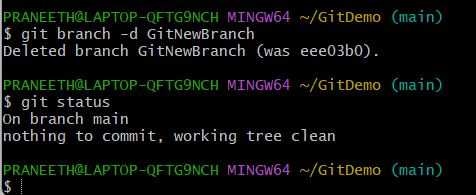 PRANEETH@LAPTOP-QFTG9NCH MINGW64 ~/GitDemo (main)
$ git branch -d GitNewBranch
Deleted branch GitNewBranch (was eee03b0).
PRANEETH@LAPTOP-QFTG9NCH MINGW64 ~/GitDemo (main)
$ git status
On branch main
nothing to commit, working tree clean
PRANEETH@LAPTOP-QFTG9NCH MINGW64 ~/GitDemo (main)
$